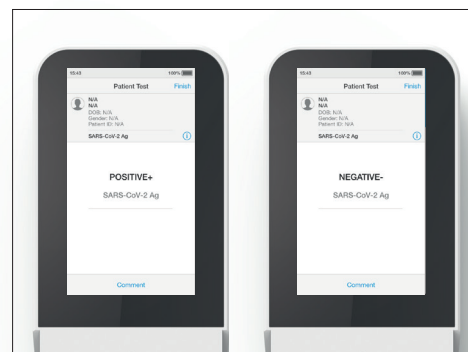 15:43 100%
Patient Test Finish
N/A
N/A
DOB: N/A
Gender: N/A
Patient ID: N/A
SARS-CoV-2 Ag
POSITIVE+
SARS-CoV-2 Ag
Comment
15:43 100%
Patient Test Finish
N/A
N/A
DOB: N/A
Gender: N/A
Patient ID: N/A
SARS-CoV-2 Ag
NEGATIVE-
SARS-CoV-2 Ag
Comment